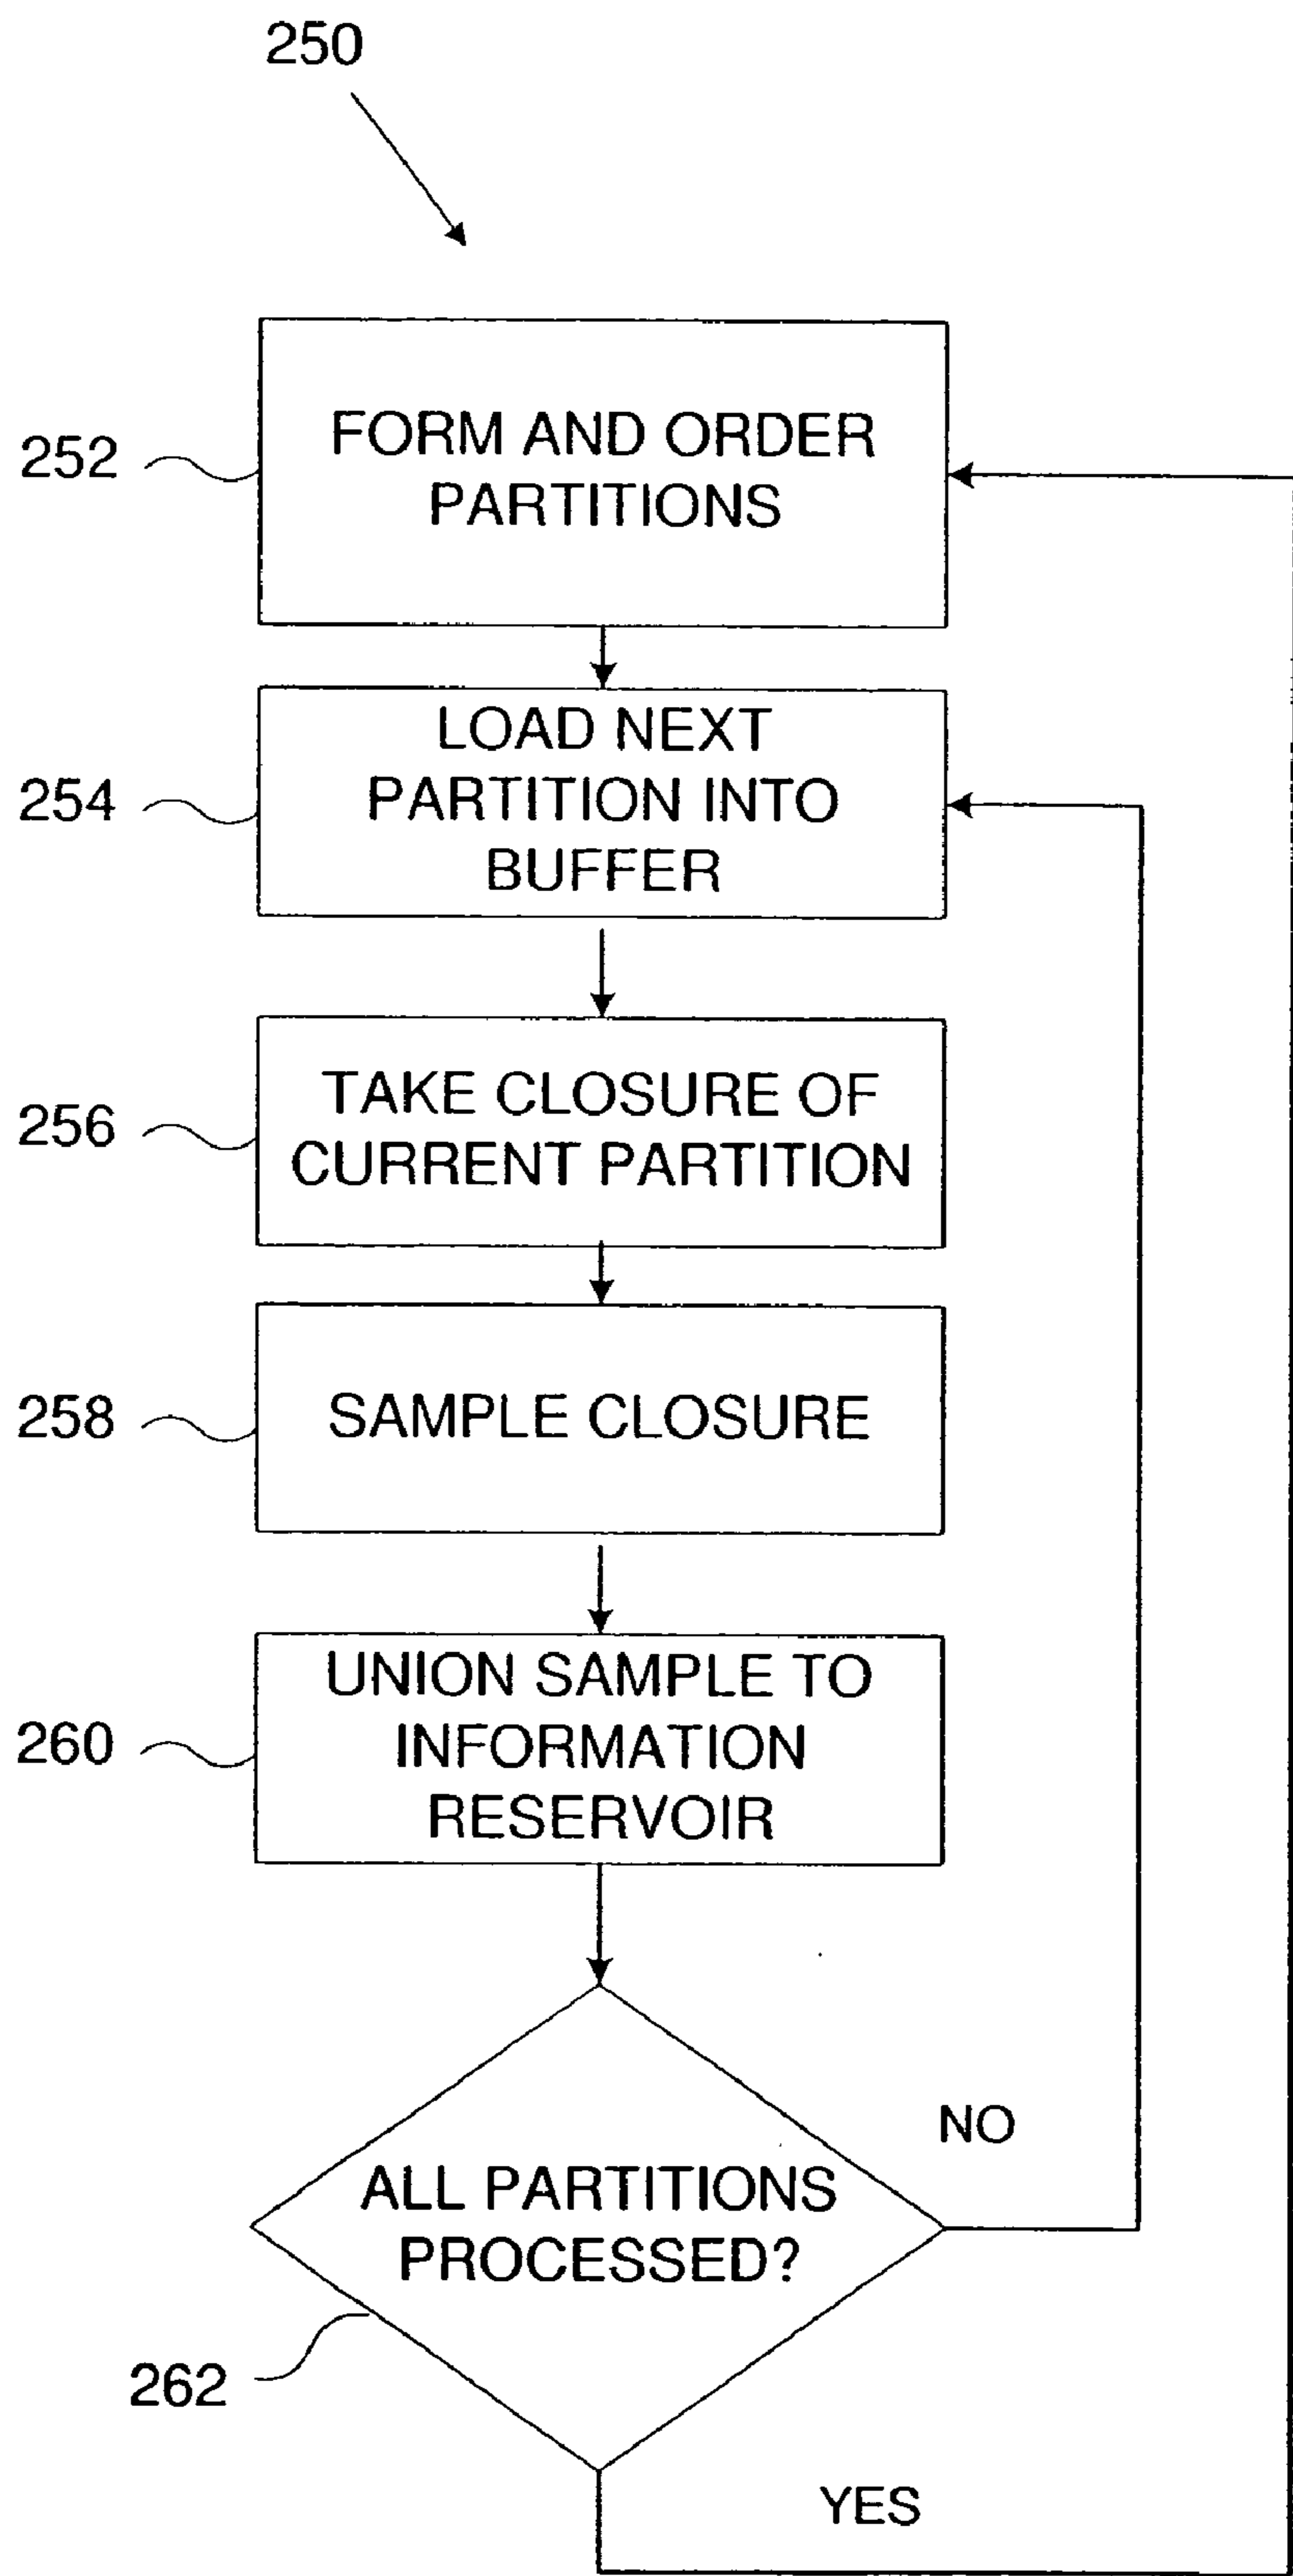 250
252
FORM AND ORDER
PARTITIONS
254
LOAD NEXT
PARTITION INTO
BUFFER
256
TAKE CLOSURE OF
CURRENT PARTITION
258
SAMPLE CLOSURE
260
UNION SAMPLE TO
INFORMATION
RESERVOIR
NO
ALL PARTITIONS
PROCESSED?
262
YES